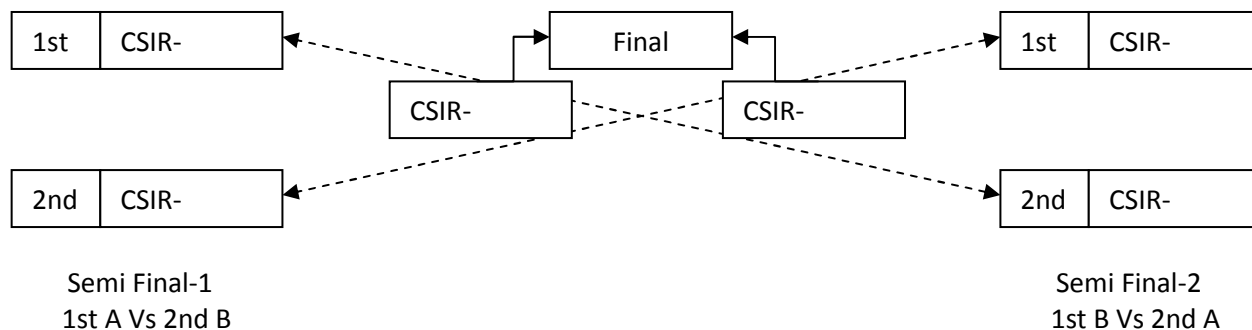 1st CSIR-
Final
1st CSIR-
CSIR-
CSIR-
2nd CSIR-
2nd CSIR-
Semi Final-1
1st A Vs 2nd B
Semi Final-2
1st B Vs 2nd A